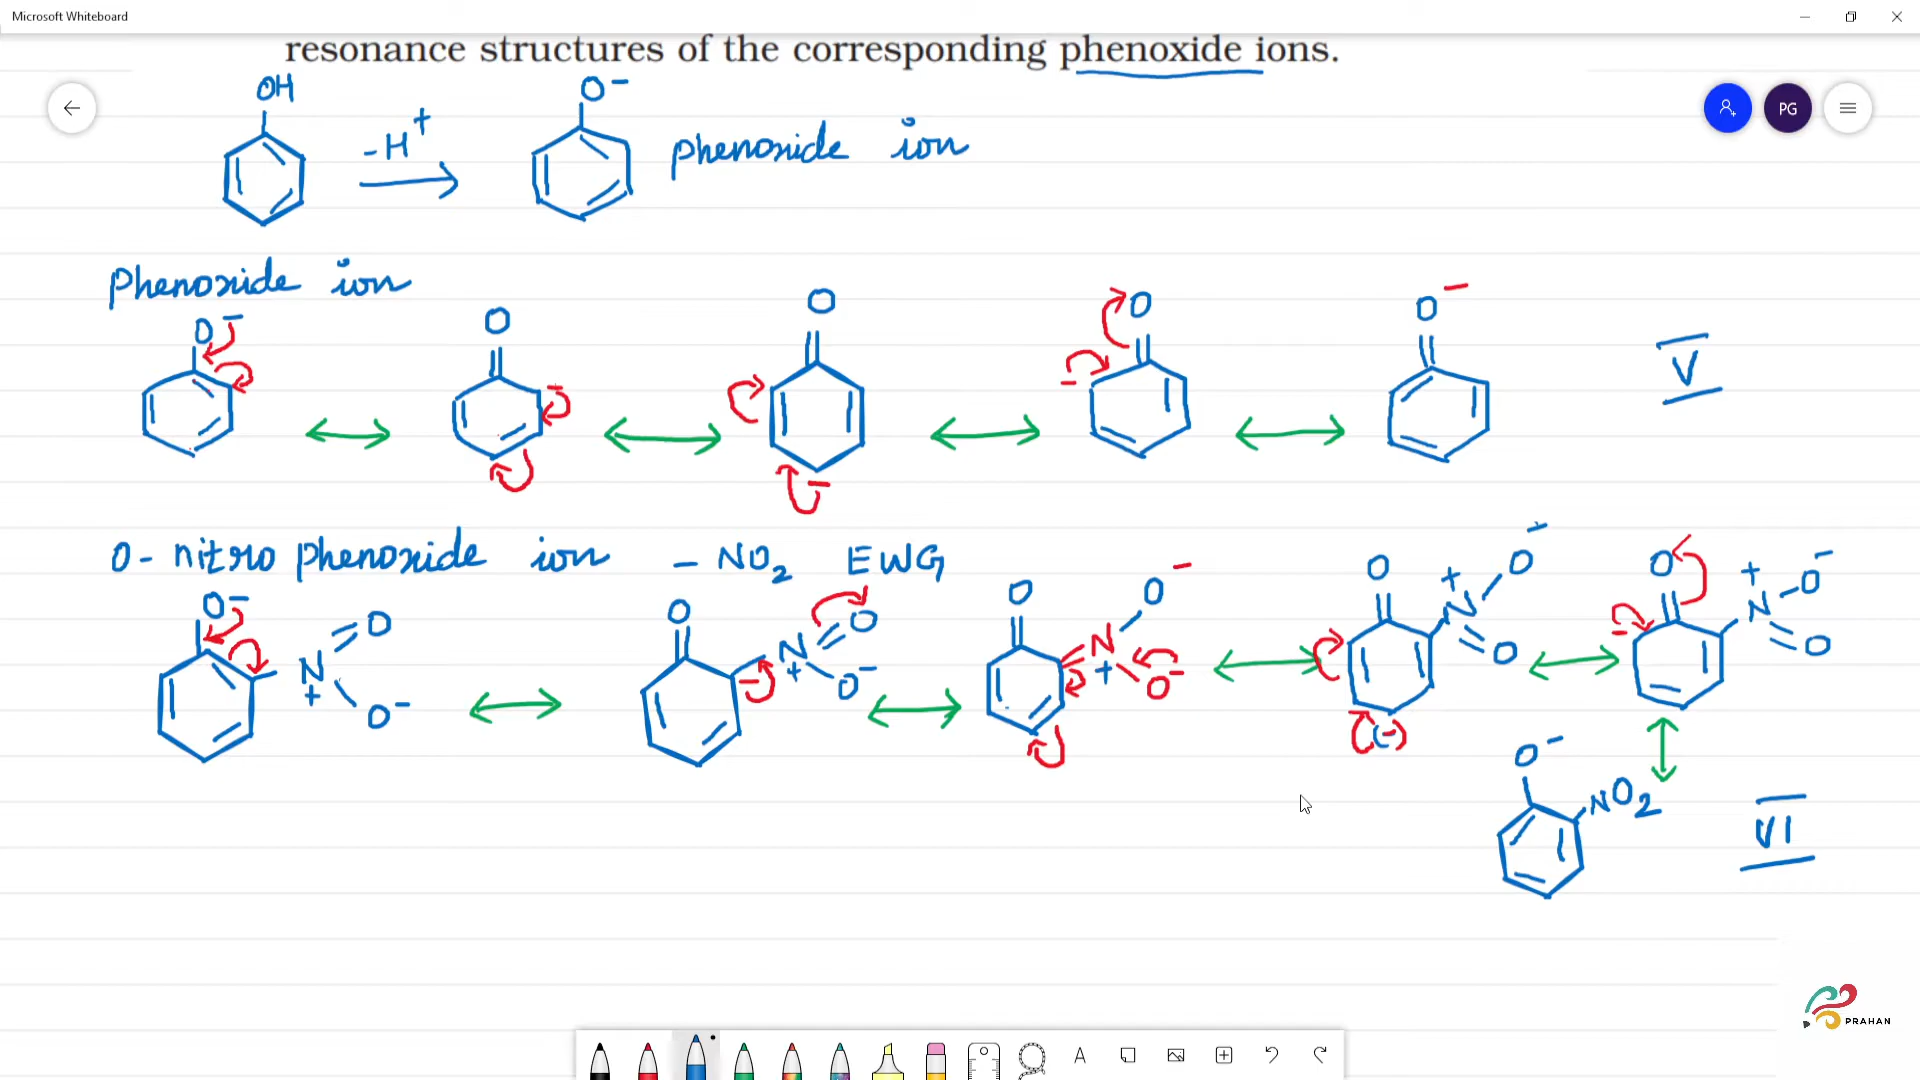 Microsoft Whiteboard
resonance structures of the corresponding phenoxide ions.
OH
O-
-H+
phenoxide ion
PG
Phenoxide ion
O-
O
O
O
O-
V
O- nitro phenoxide ion - NO2 EWG
O-
N
+
O
O-
O
-
N
+
O
O-
O
N
+
O-
O-
O
N
+
O-
O
(-)
O
-
N
+
O-
O
O-
NO2
VI
PRAHAN
A